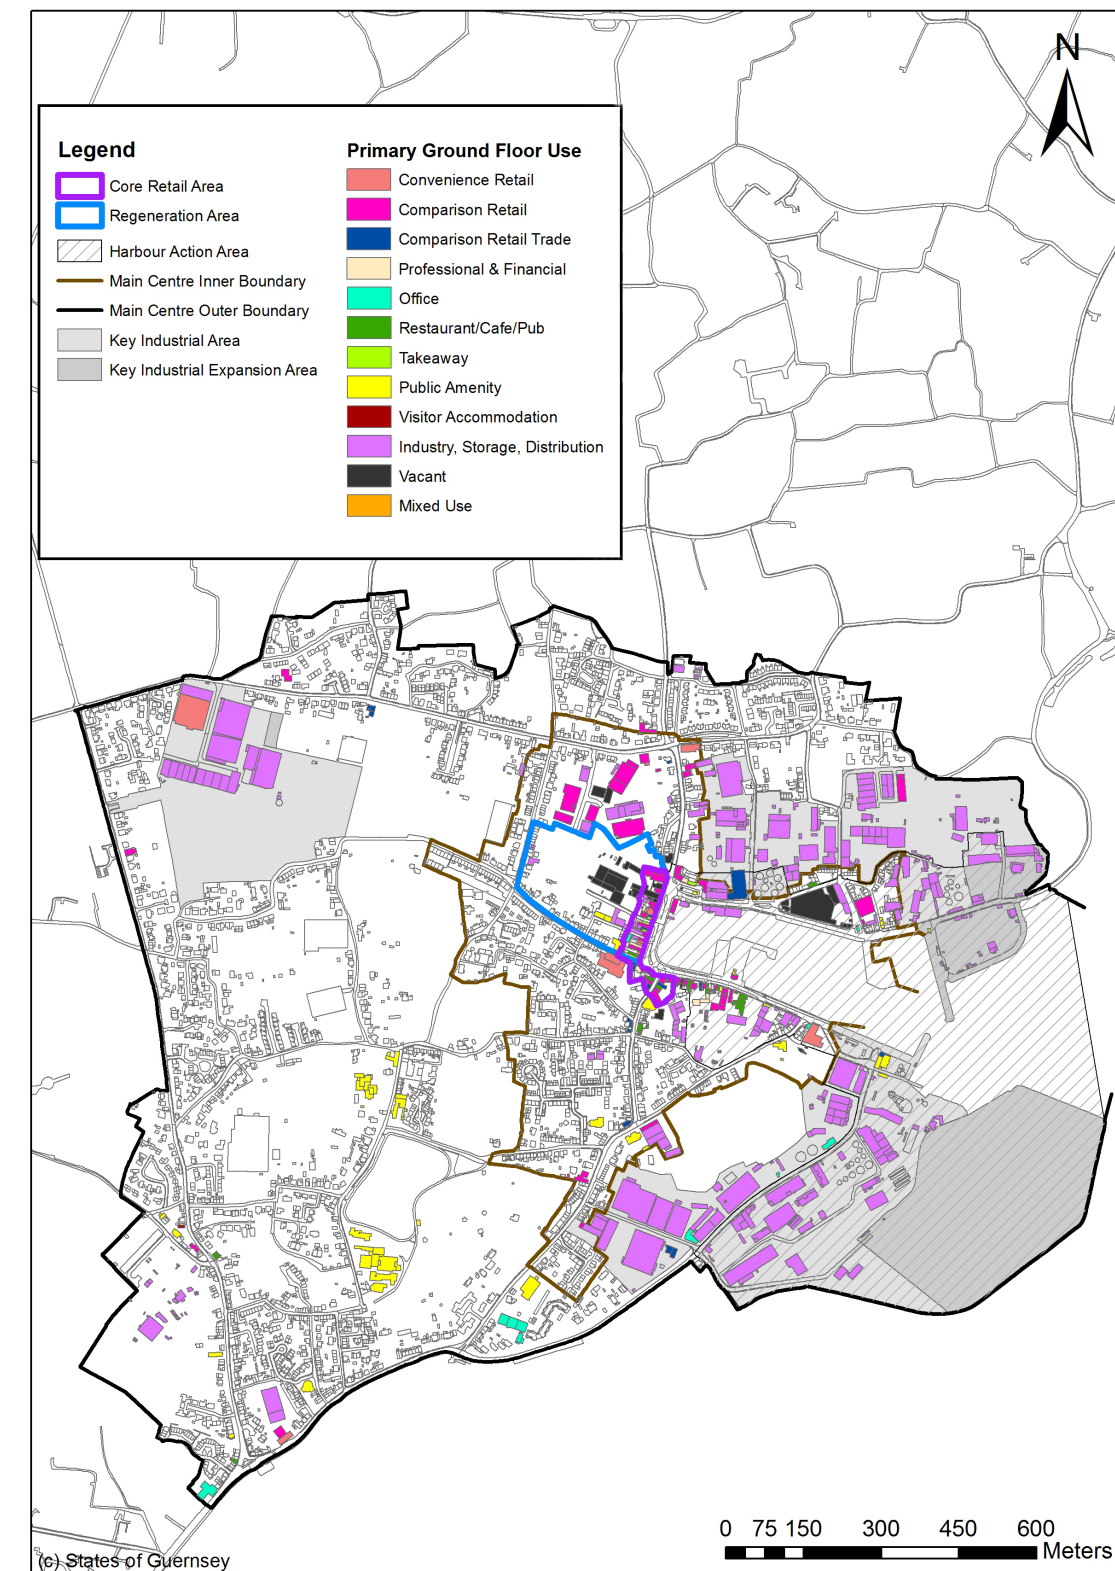 N
Legend
Core Retail Area
Regeneration Area
Harbour Action Area
Main Centre Inner Boundary
Main Centre Outer Boundary
Key Industrial Area
Key Industrial Expansion Area
Primary Ground Floor Use
Convenience Retail
Comparison Retail
Comparison Retail Trade
Professional & Financial
Office
Restaurant/Cafe/Pub
Takeaway
Public Amenity
Visitor Accommodation
Industry, Storage, Distribution
Vacant
Mixed Use
0 75 150 300 450 600
Meters
(c) States of Guernsey